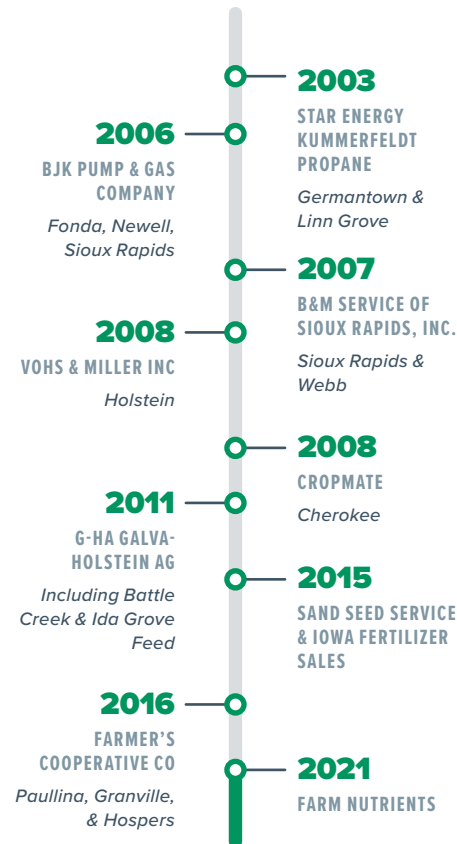 2003
STAR ENERGY
KUMMERFELDT
PROPANE
Germantown &
Linn Grove
2006
BJK PUMP & GAS
COMPANY
Fonda, Newell,
Sioux Rapids
2007
B&M SERVICE OF
SIOUX RAPIDS, INC.
Sioux Rapids &
Webb
2008
VOHS & MILLER INC
Holstein
2008
CROPMATE
Cherokee
2011
G-HA GALVA-
HOLSTEIN AG
Including Battle
Creek & Ida Grove
Feed
2015
SAND SEED SERVICE
& IOWA FERTILIZER
SALES
2016
FARMER'S
COOPERATIVE CO
Paullina, Granville,
& Hospers
2021
FARM NUTRIENTS